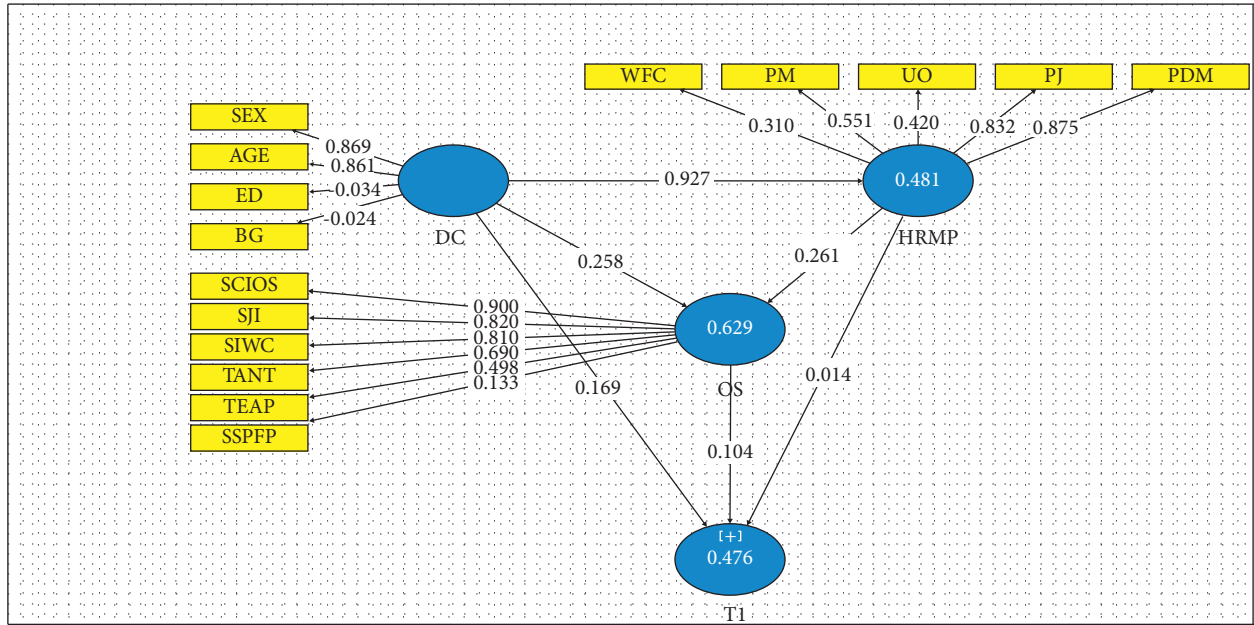 WFC PM UO PJ PDM
0.310 0.551 0.420 0.832 0.875
SEX
AGE
ED
BG
0.869
0.861
-0.034
-0.024
DC
0.927
0.481
HRMP
0.258
0.261
SCIOS
SJI
SIWC
TANT
TEAP
SSPFP
0.900
0.820
0.810
0.690
0.498
0.133
0.629
OS
0.169
0.014
0.104
[+]
0.476
T1